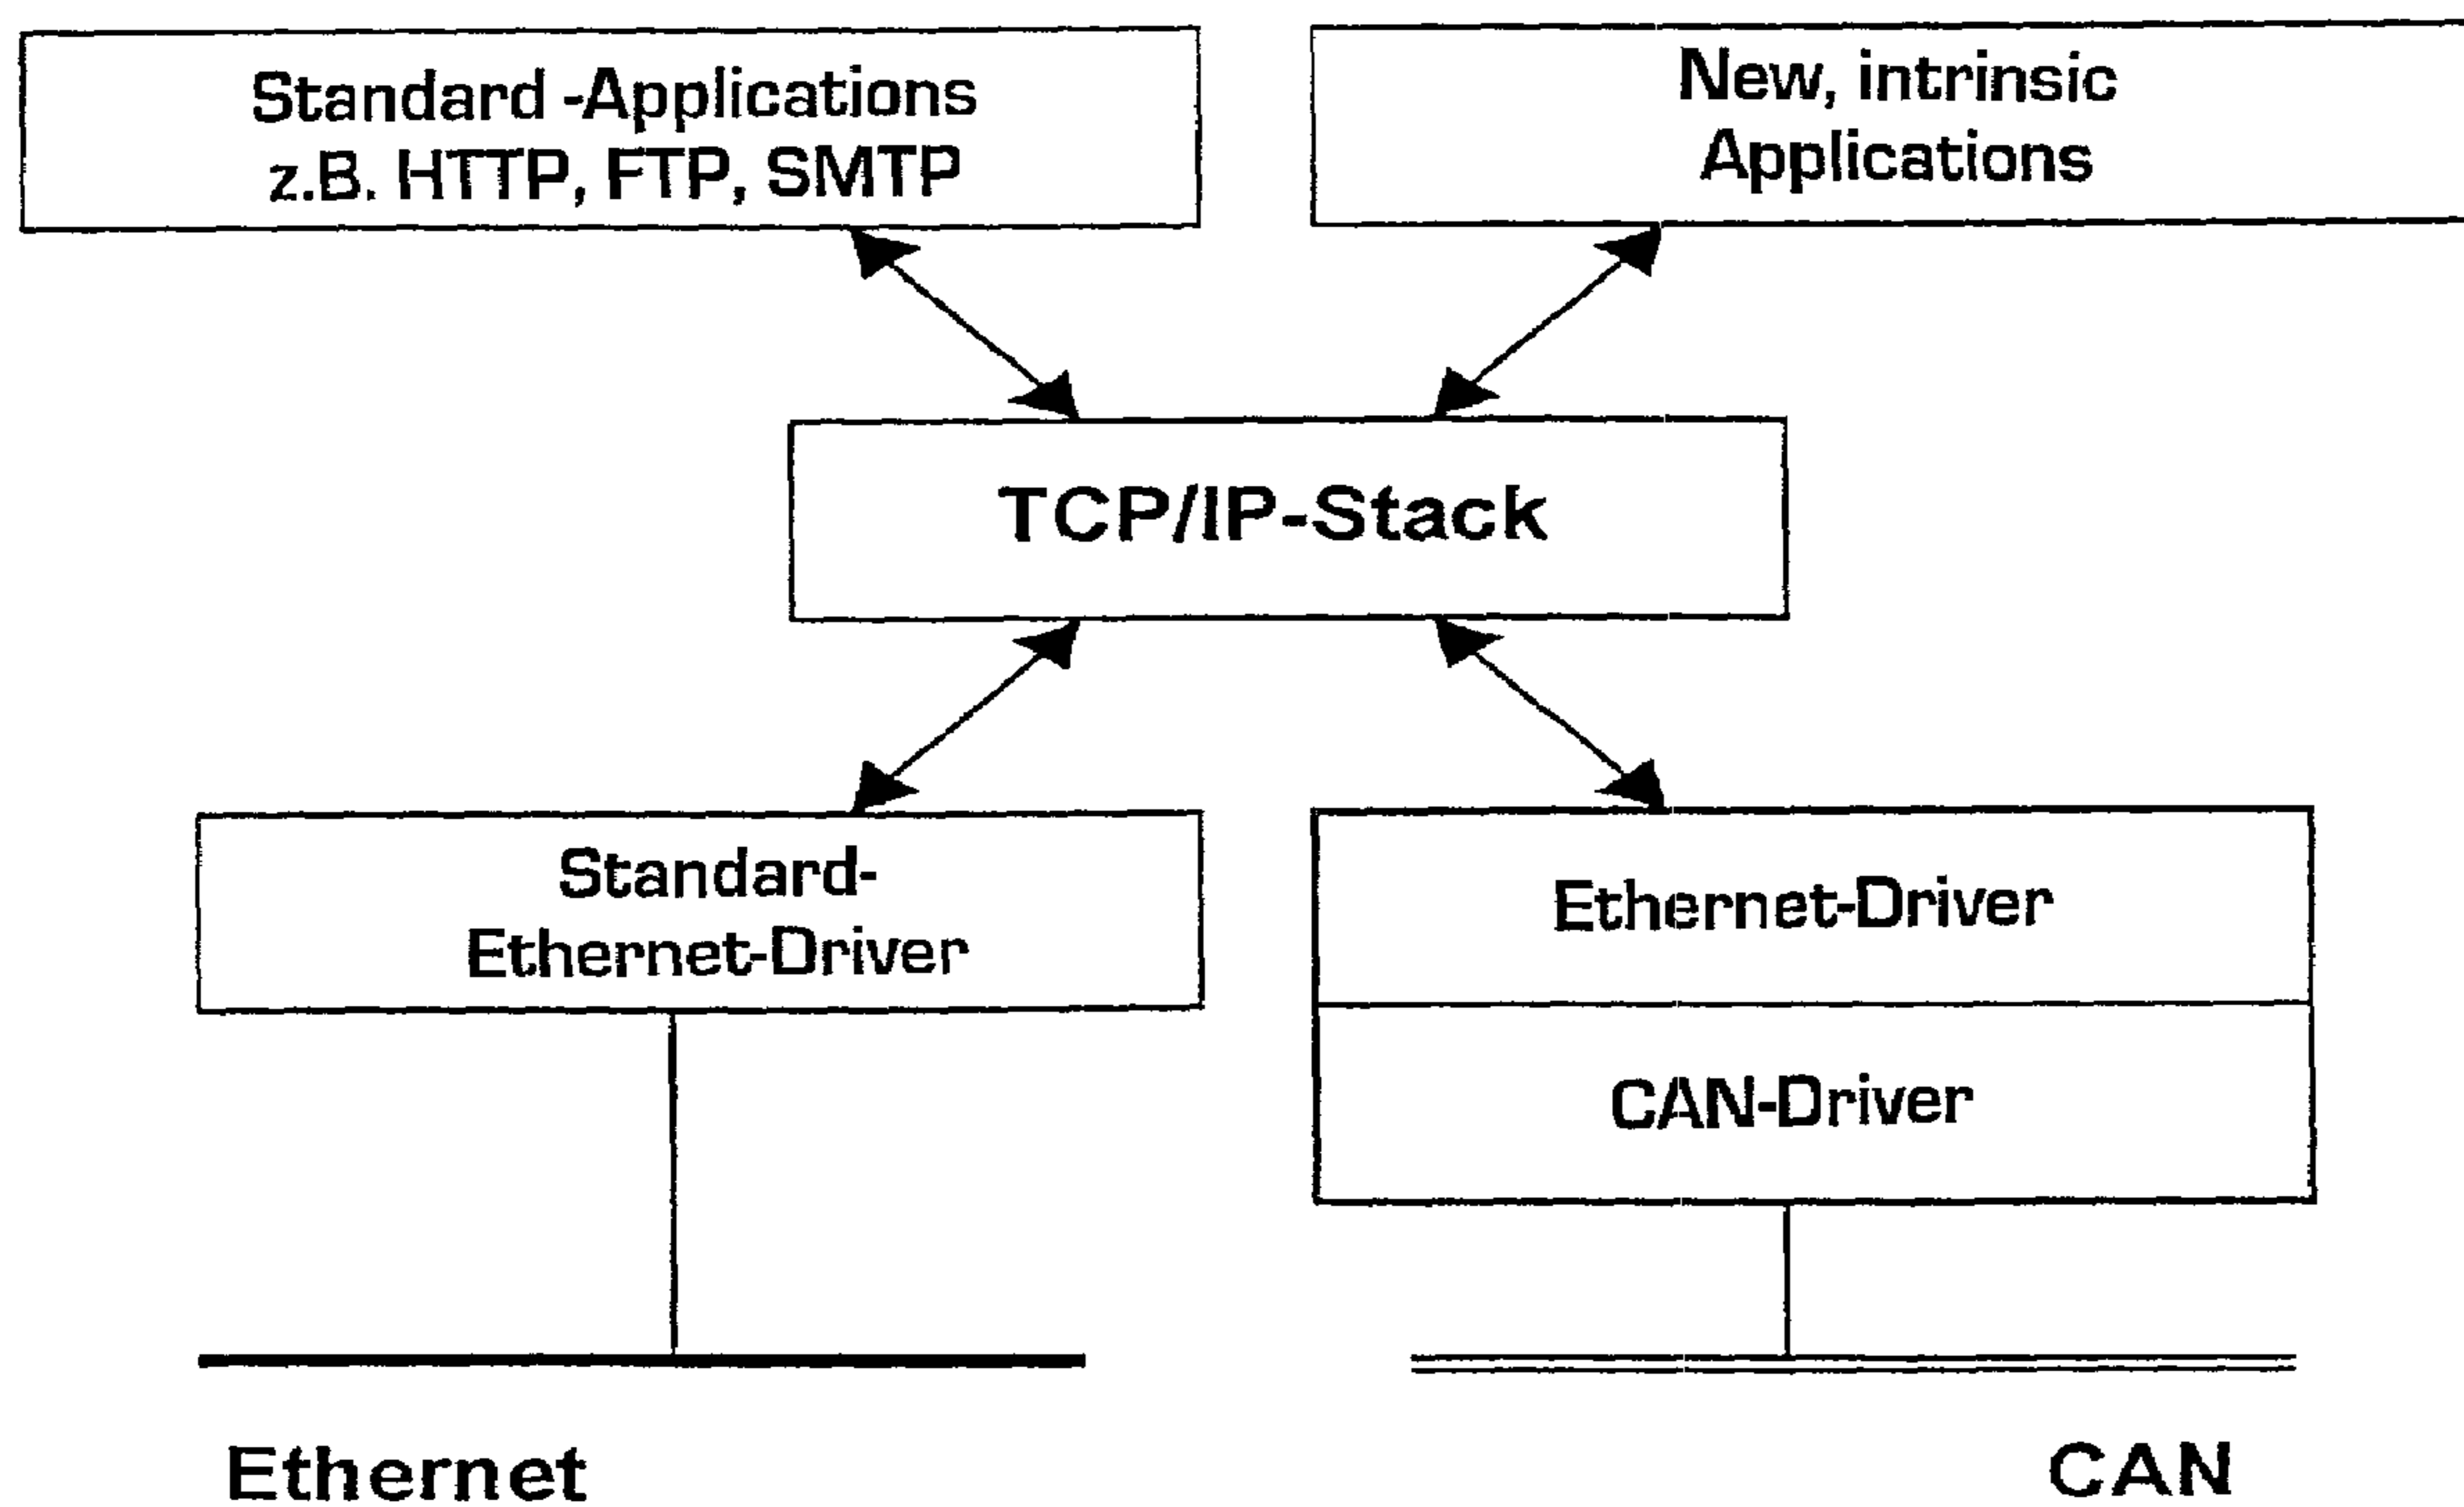 Standard -Applications
z.B. HTTP, FTP, SMTP
New, intrinsic
Applications
TCP/IP-Stack
Standard-
Ethernet-Driver
Ethernet-Driver
CAN-Driver
Ethernet
CAN